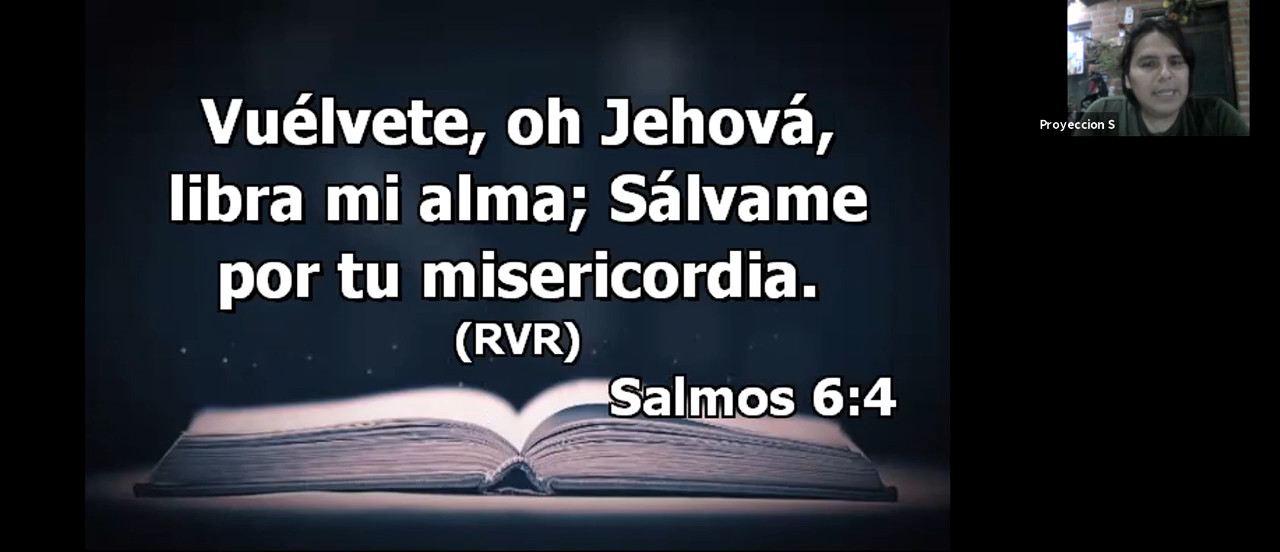 Vuélvete, oh Jehová,
libra mi alma; Sálvame
por tu misericordia.
(RVR)
Salmos 6:4
Proyeccion S